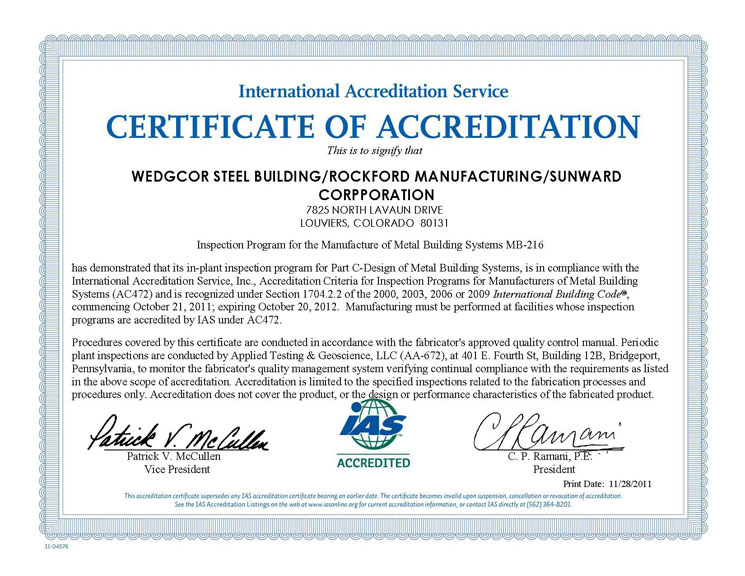 International Accreditation Service
CERTIFICATE OF ACCREDITATION
This is to signify that
WEDGCOR STEEL BUILDING/ROCKFORD MANUFACTURING/SUNWARD
CORPPORATION
7825 NORTH LAVAUN DRIVE
LOUVIERS, COLORADO 80131
Inspection Program for the Manufacture of Metal Building Systems MB-216
has demonstrated that its in-plant inspection program for Part C-Design of Metal Building Systems, is in compliance with the
International Accreditation Service, Inc., Accreditation Criteria for Inspection Programs for Manufacturers of Metal Building
Systems (AC472) and is recognized under Section 1704.2.2 of the 2000, 2003, 2006 or 2009 International Building Code®,
commencing October 21, 2011; expiring October 20, 2012. Manufacturing must be performed at facilities whose inspection
programs are accredited by IAS under AC472.
Procedures covered by this certificate are conducted in accordance with the fabricator's approved quality control manual. Periodic
plant inspections are conducted by Applied Testing & Geoscience, LLC (AA-672), at 401 E. Fourth St, Building 12B, Bridgeport,
Pennsylvania, to monitor the fabricator's quality management system verifying continual compliance with the requirements as listed
in the above scope of accreditation. Accreditation is limited to the specified inspections related to the fabrication processes and
procedures only. Accreditation does not cover the product, or the design or performance characteristics of the fabricated product.
Patrick V. McCullen
IAS™
CPRamani
Patrick V. McCullen
ACCREDITED
C. P. Ramani, P.E.
Vice President
President
Print Date: 11/28/2011
This accreditation certificate supersedes any IAS accreditation certificate bearing an earlier date. The certificate becomes invalid upon suspension, cancellation or revocation of accreditation.
See the IAS Accreditation Listings on the web at www.iasonline.org for current accreditation information, or contact IAS directly at (562) 364-8201.
11-04576